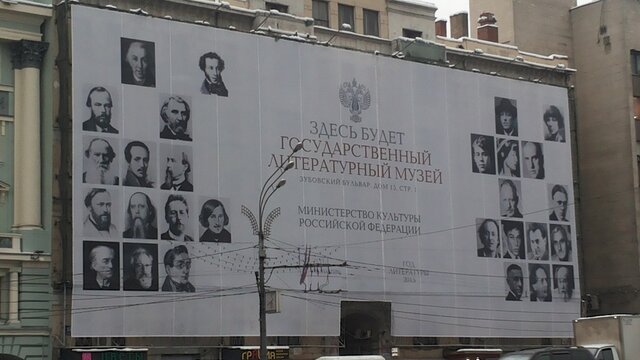 ЗДЕСЬ БУДЕТ
ГОСУДАРСТВЕННЫЙ
ЛИТЕРАТУРНЫЙ МУЗЕЙ
ЗУБОВСКИЙ БУЛЬВАР, ДОМ 15, СТР. 1
МИНИСТЕРСТВО КУЛЬТУРЫ
РОССИЙСКОЙ ФЕДЕРАЦИИ
ГОД
ЛИТЕРАТУРЫ
2015